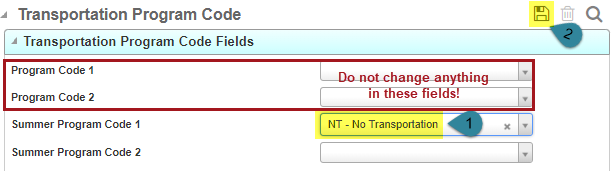 Transportation Program Code
2
Transportation Program Code Fields
Program Code 1
Do not change anything
Program Code 2
in these fields!
Summer Program Code 1
NT - No Transportation
1
Summer Program Code 2